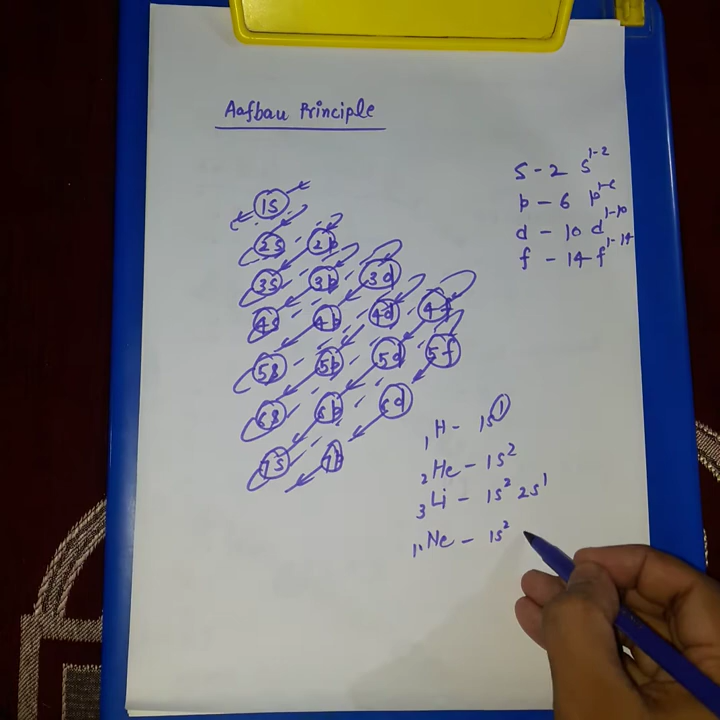 Aafbau Principle
S - 2 S¹⁻²
p - 6 p¹⁻⁶
d - 10 d¹⁻¹⁰
f - 14 f¹⁻¹⁴
1s
2s 2p
3s 3p 3d
4s 4p 4d 4f
5s 5p 5d 5f
6s 6p 6d
7s 7p
₁H - 1s¹
₂He - 1s²
₃Li - 1s² 2s¹
₁₁Ne - 1s²